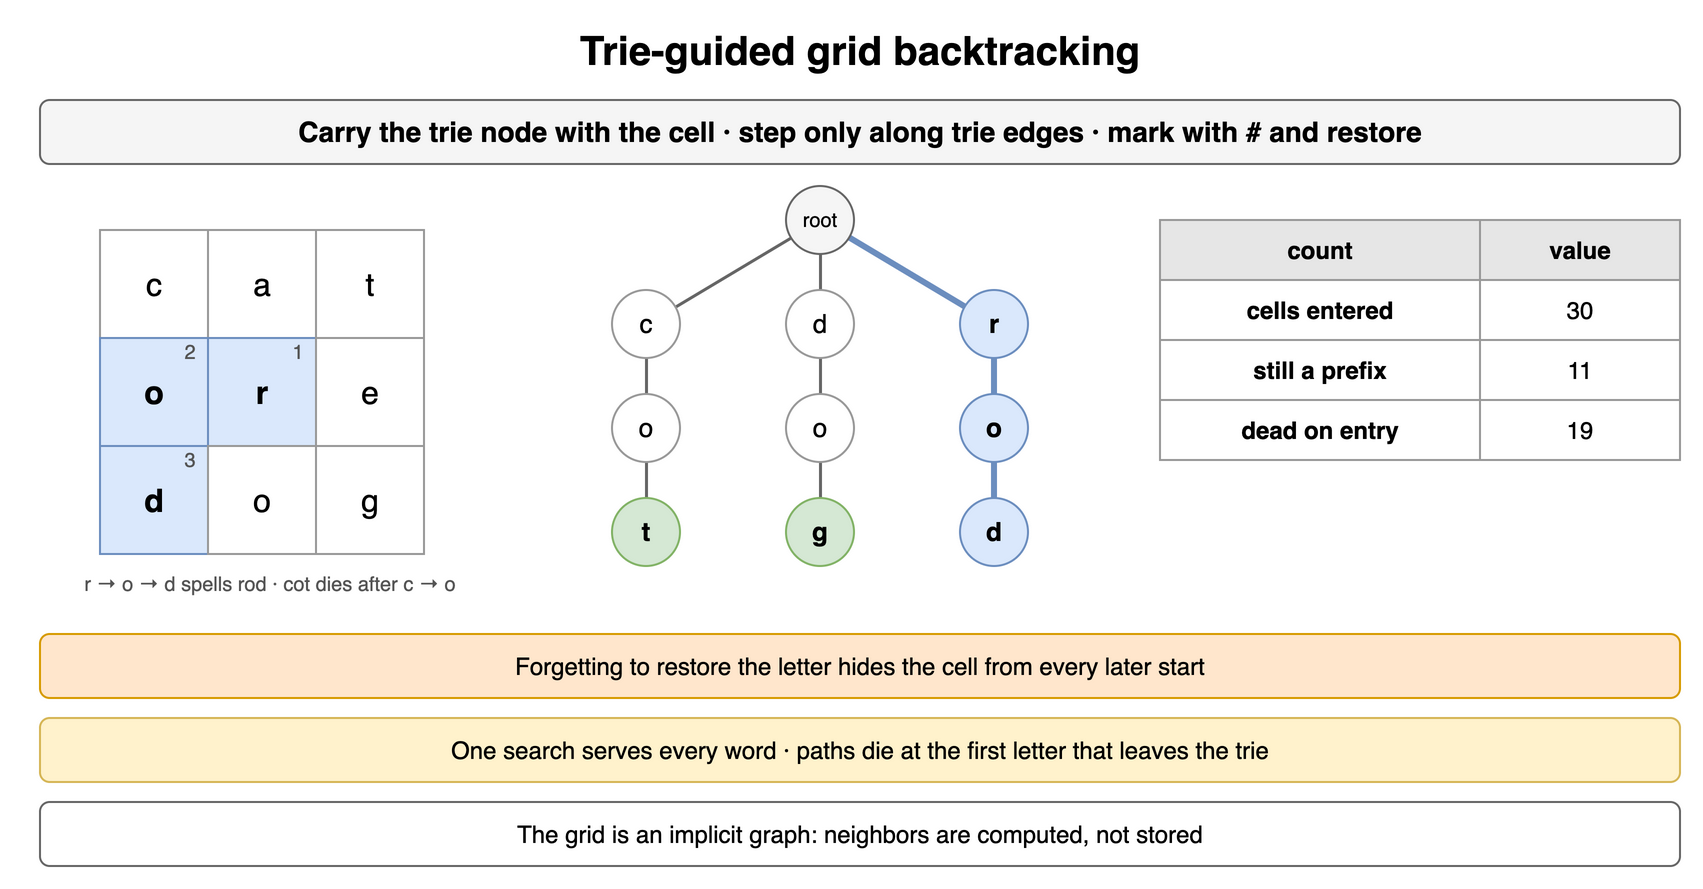 Trie-guided grid backtracking
Carry the trie node with the cell · step only along trie edges · mark with # and restore
c a t
2 1
o r e
3
d o g
r → o → d spells rod · cot dies after c → o
root
c d r
o o o
t g d
count value
cells entered 30
still a prefix 11
dead on entry 19
Forgetting to restore the letter hides the cell from every later start
One search serves every word · paths die at the first letter that leaves the trie
The grid is an implicit graph: neighbors are computed, not stored